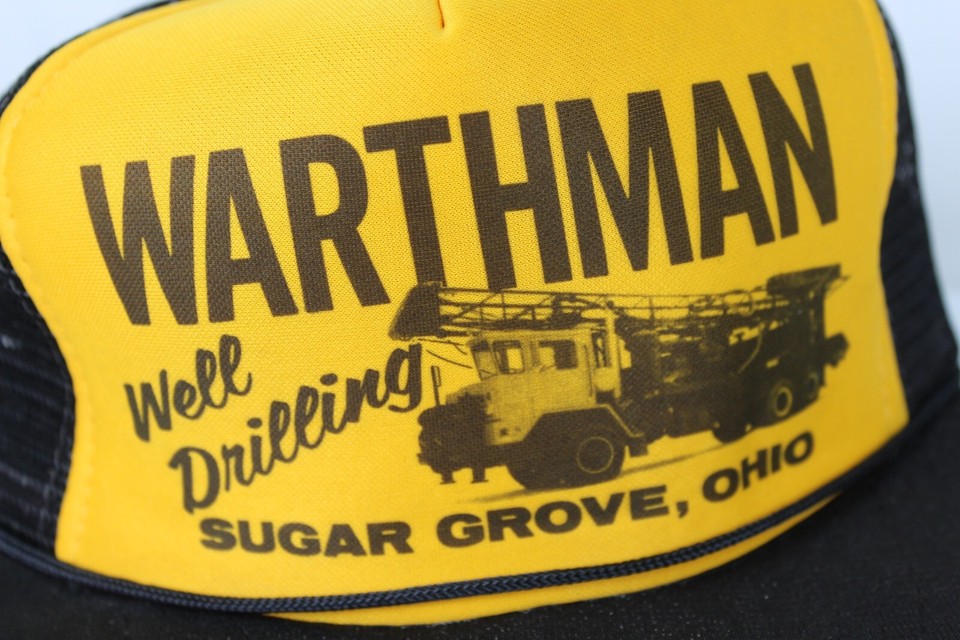 WARTHMAN
Well
Drilling
SUGAR GROVE, OHIO